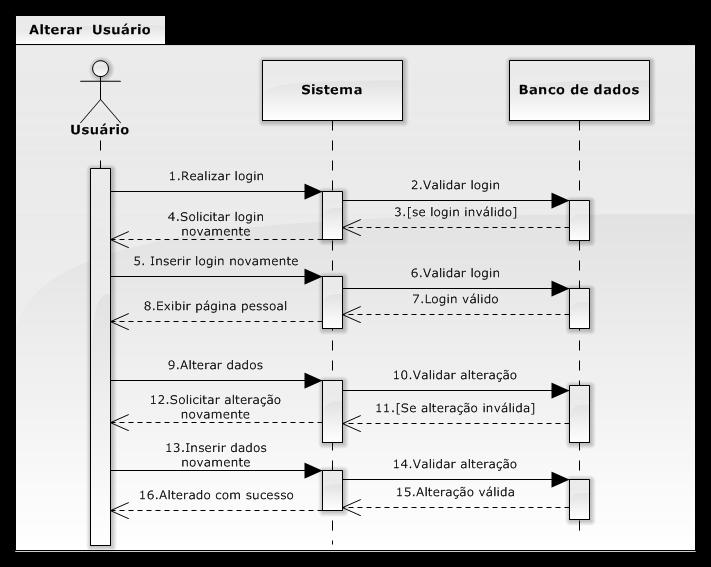 Alterar Usuário
Usuário
Sistema
Banco de dados
1.Realizar login
2.Validar login
3.[se login inválido]
4.Solicitar login
novamente
5. Inserir login novamente
6.Validar login
7.Login válido
8.Exibir página pessoal
9.Alterar dados
10.Validar alteração
11.[Se alteração inválida]
12.Solicitar alteração
novamente
13.Inserir dados
novamente
14.Validar alteração
15.Alteração válida
16.Alterado com sucesso